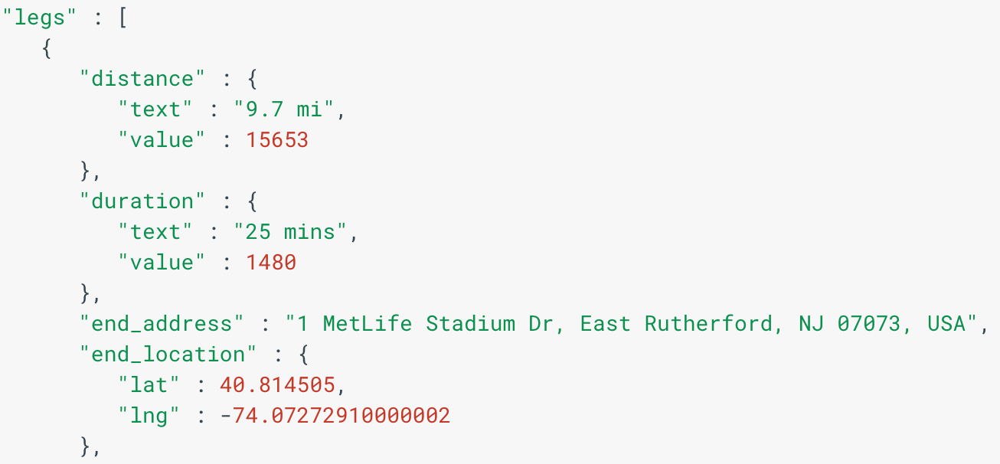 "legs" : [
{
"distance" : {
"text" : "9.7 mi",
"value" : 15653
},
"duration" : {
"text" : "25 mins",
"value" : 1480
},
"end_address" : "1 MetLife Stadium Dr, East Rutherford, NJ 07073, USA",
"end_location" : {
"lat" : 40.814505,
"lng" : -74.07272910000002
},